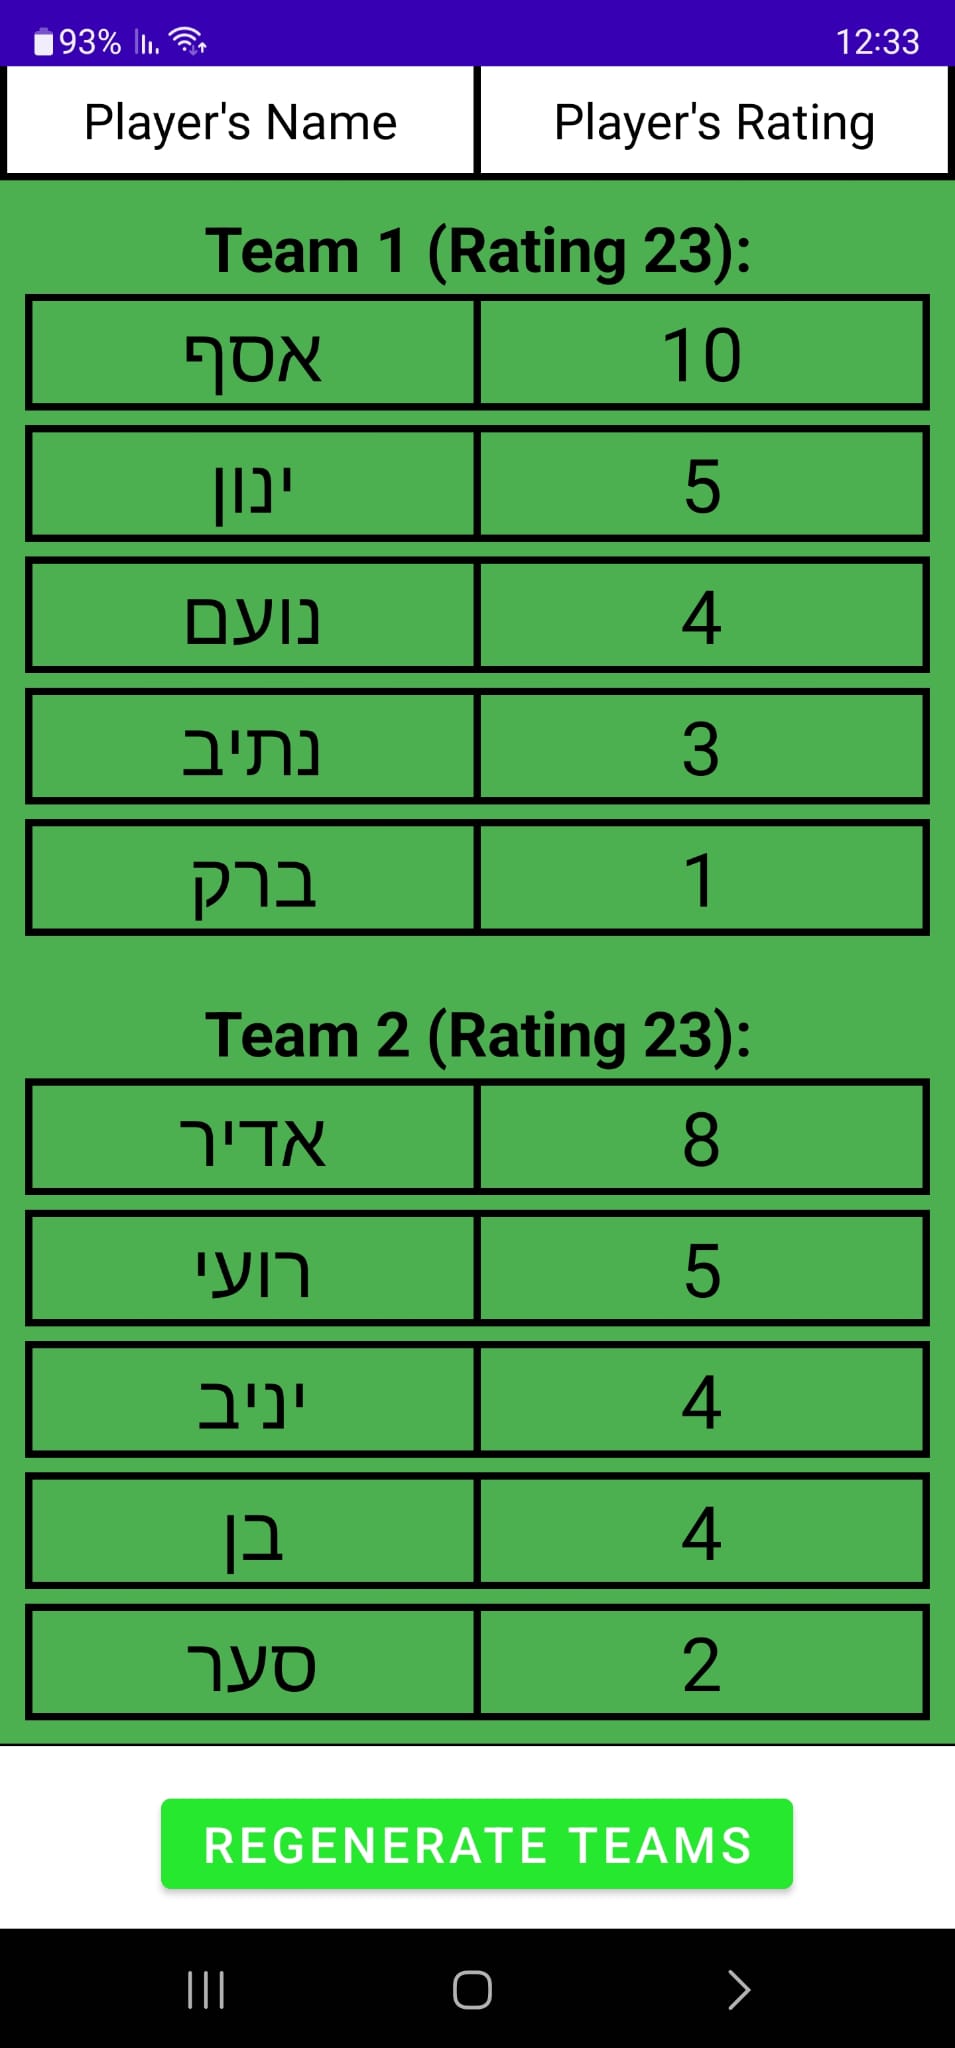 93% 12:33
Player's Name Player's Rating
Team 1 (Rating 23):
אסף 10
ינון 5
נועם 4
נתיב 3
ברק 1
Team 2 (Rating 23):
אדיר 8
רועי 5
יניב 4
בן 4
סער 2
REGENERATE TEAMS